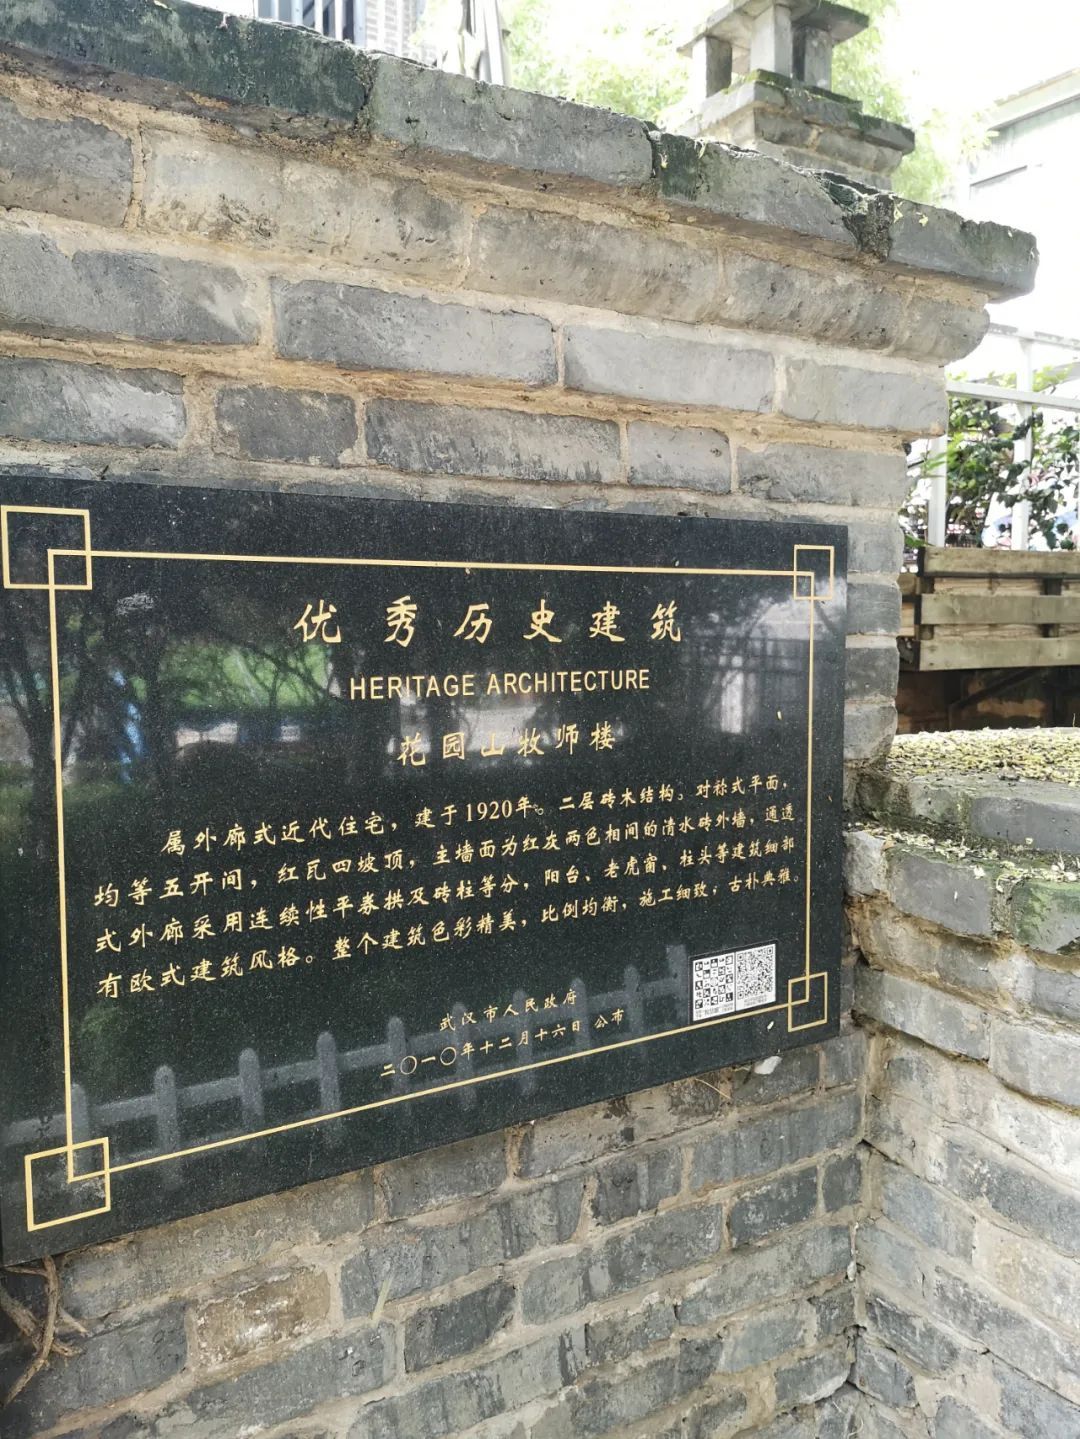 优秀历史建筑
HERITAGE ARCHITECTURE
花园山牧师楼
属外廊式近代住宅，建于1920年。二层砖木结构。对称式平面，
均等五开间，红瓦四坡顶，主墙面为红灰两色相间的清水砖外墙，通透
式外廊采用连续性平券拱及砖柱等分，阳台、老虎窗，柱头等建筑细部
有欧式建筑风格。整个建筑色彩精美，比例均衡，施工细致，古朴典雅。
武汉市人民政府
二〇一〇年十二月十六日 公布